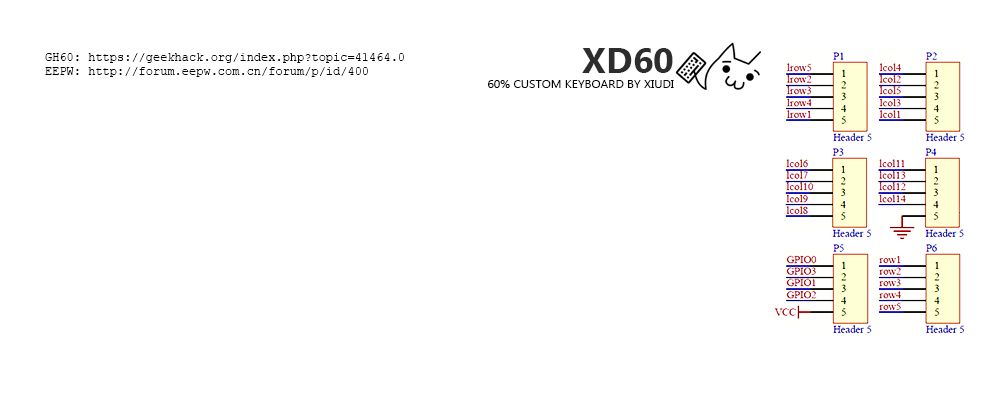 GH60: https://geekhack.org/index.php?topic=41464.0
EEPW: http://forum.eepw.com.cn/forum/p/id/400
XD60
60% CUSTOM KEYBOARD BY XIUDI
P1
lrow5 1
lrow2 2
lrow3 3
lrow4 4
lrow1 5
Header 5
P2
lcol4 1
lcol2 2
lcol5 3
lcol3 4
lcol1 5
Header 5
P3
lcol6 1
lcol7 2
lcol10 3
lcol9 4
lcol8 5
Header 5
P4
lcol11 1
lcol13 2
lcol12 3
lcol14 4
5
Header 5
P5
GPIO0 1
GPIO3 2
GPIO1 3
GPIO2 4
VCC 5
Header 5
P6
row1 1
row2 2
row3 3
row4 4
row5 5
Header 5